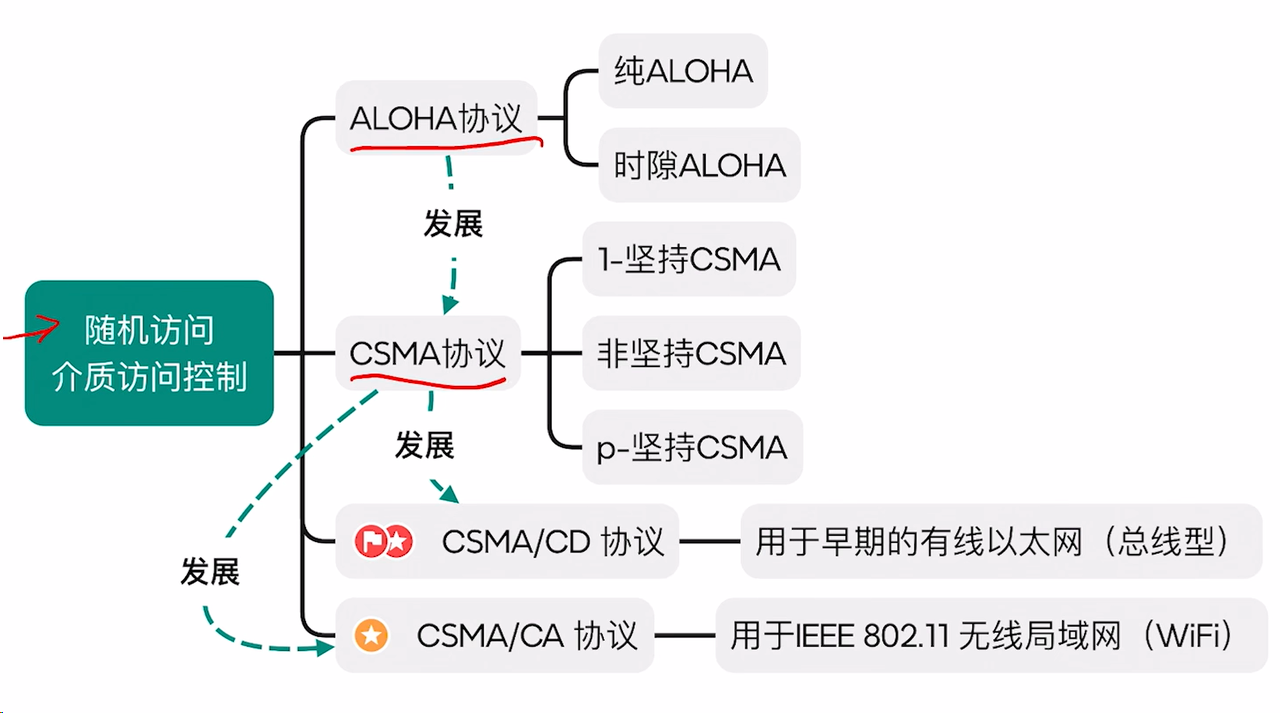 纯ALOHA
ALOHA协议
时隙ALOHA
发展
1-坚持CSMA
随机访问
介质访问控制
CSMA协议
非坚持CSMA
发展
p-坚持CSMA
CSMA/CD 协议
用于早期的有线以太网（总线型）
发展
CSMA/CA 协议
用于IEEE 802.11 无线局域网（WiFi）